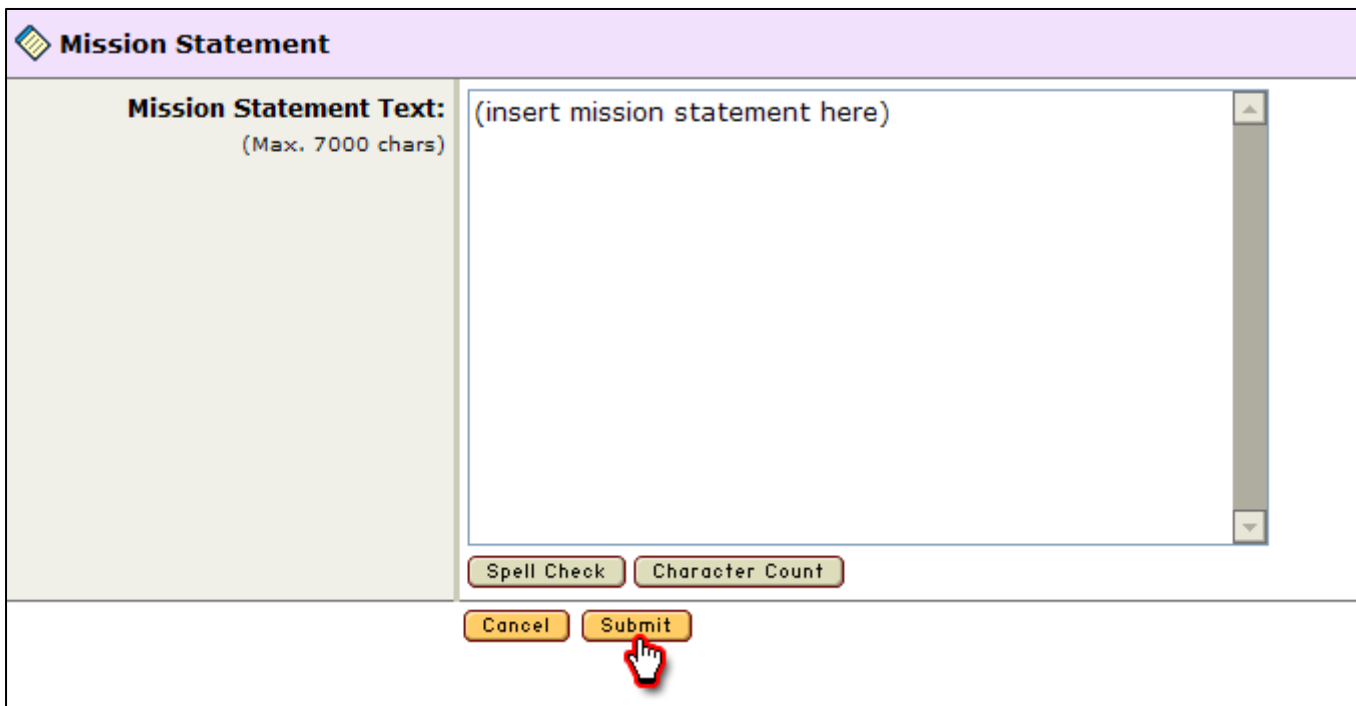 Mission Statement
Mission Statement Text:
(Max. 7000 chars)
(insert mission statement here)
Spell Check
Character Count
Cancel
Submit